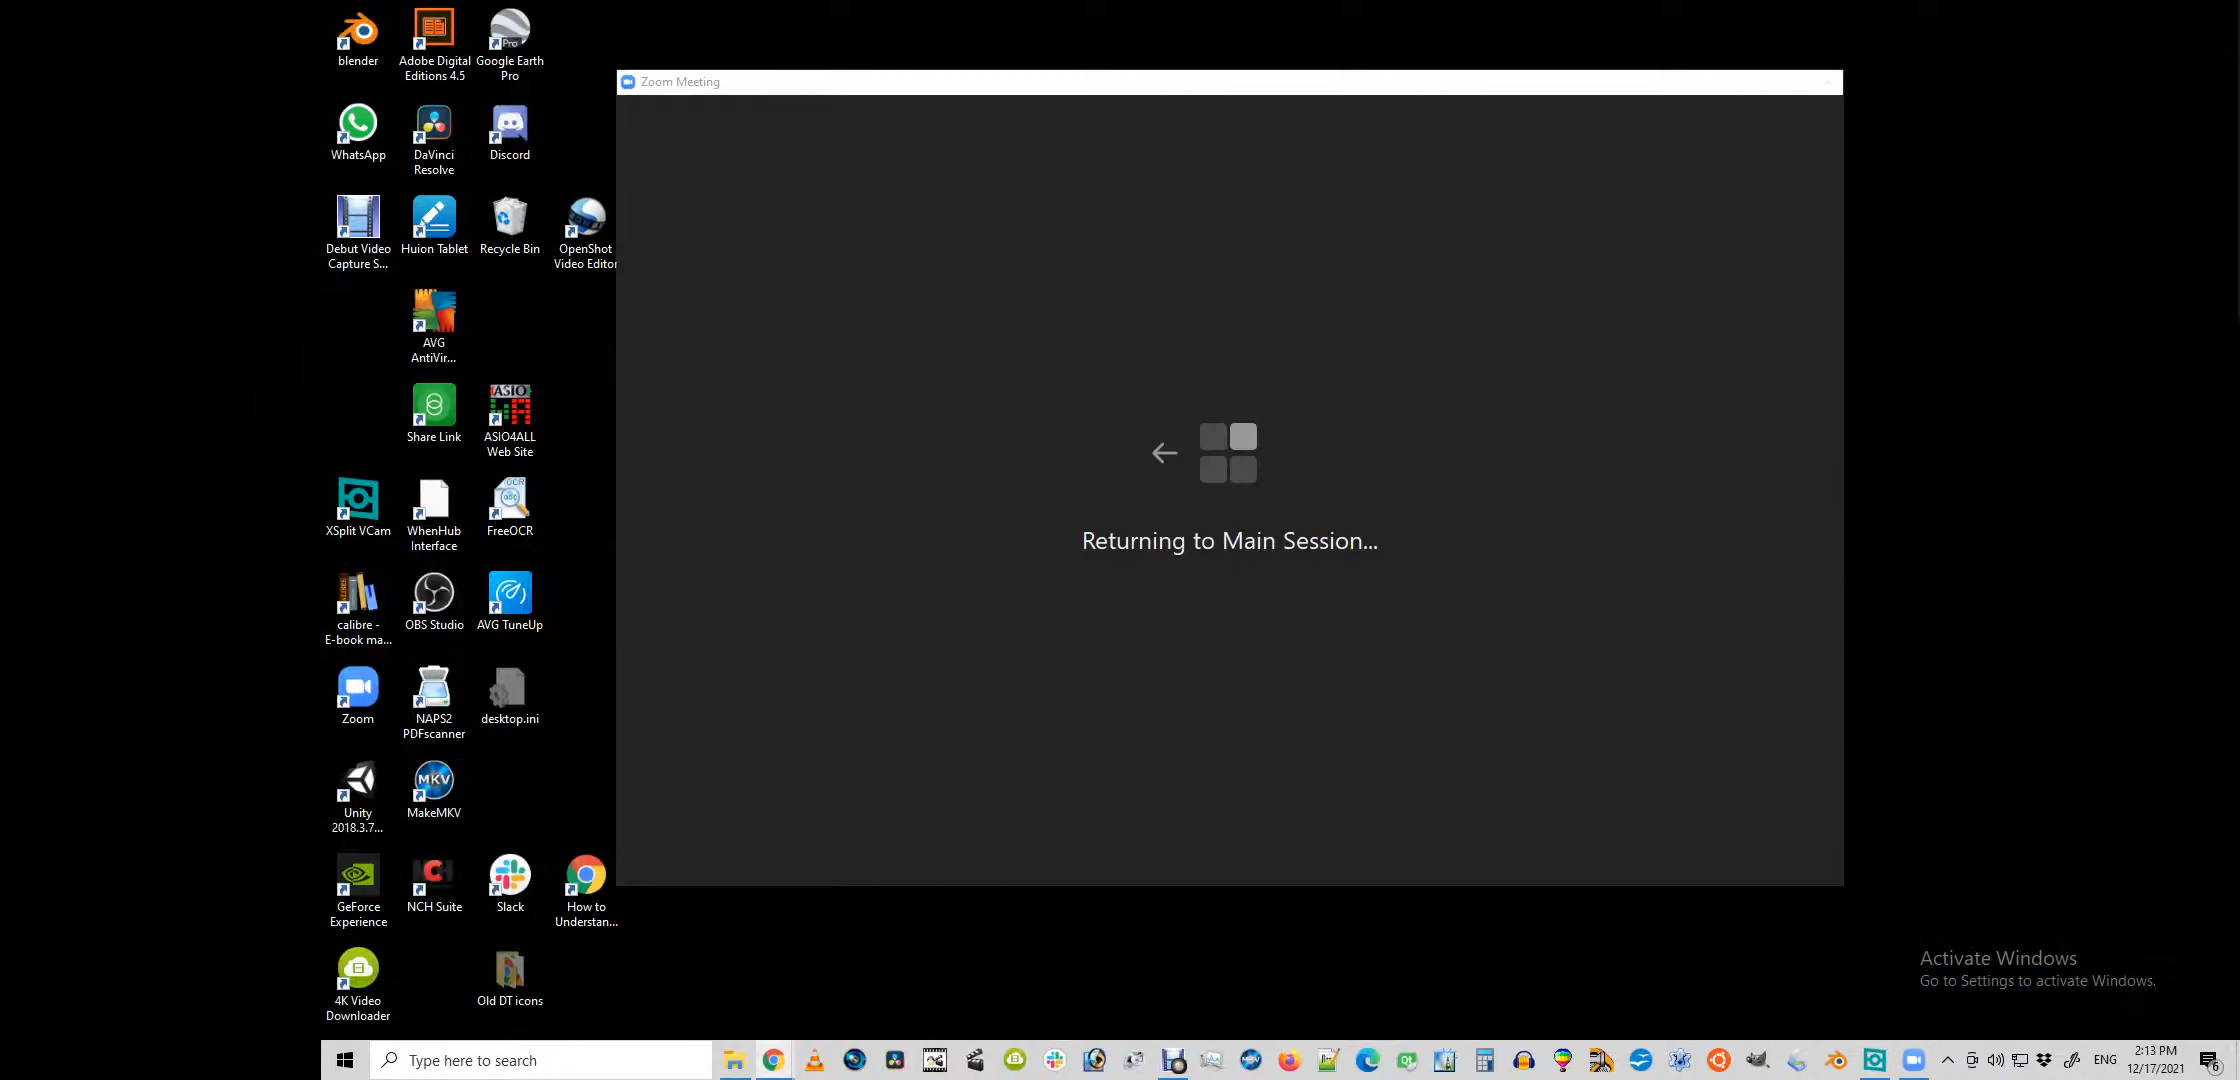 blender
Adobe Digital
Editions 4.5
Google Earth
Pro
WhatsApp
DaVinci
Resolve
Discord
Debut Video
Capture S...
Huion Tablet
Recycle Bin
OpenShot
Video Editor
AVG
AntiVir...
Share Link
ASIO4ALL
Web Site
XSplit VCam
WhenHub
Interface
FreeOCR
calibre -
E-book ma...
OBS Studio
AVG TuneUp
Zoom
NAPS2
PDFscanner
desktop.ini
Unity
2018.3.7...
MakeMKV
GeForce
Experience
NCH Suite
Slack
How to
Understan...
4K Video
Downloader
Old DT icons
Zoom Meeting
Returning to Main Session...
Activate Windows
Go to Settings to activate Windows.
Type here to search
ENG
2:13 PM
12/17/2021
6